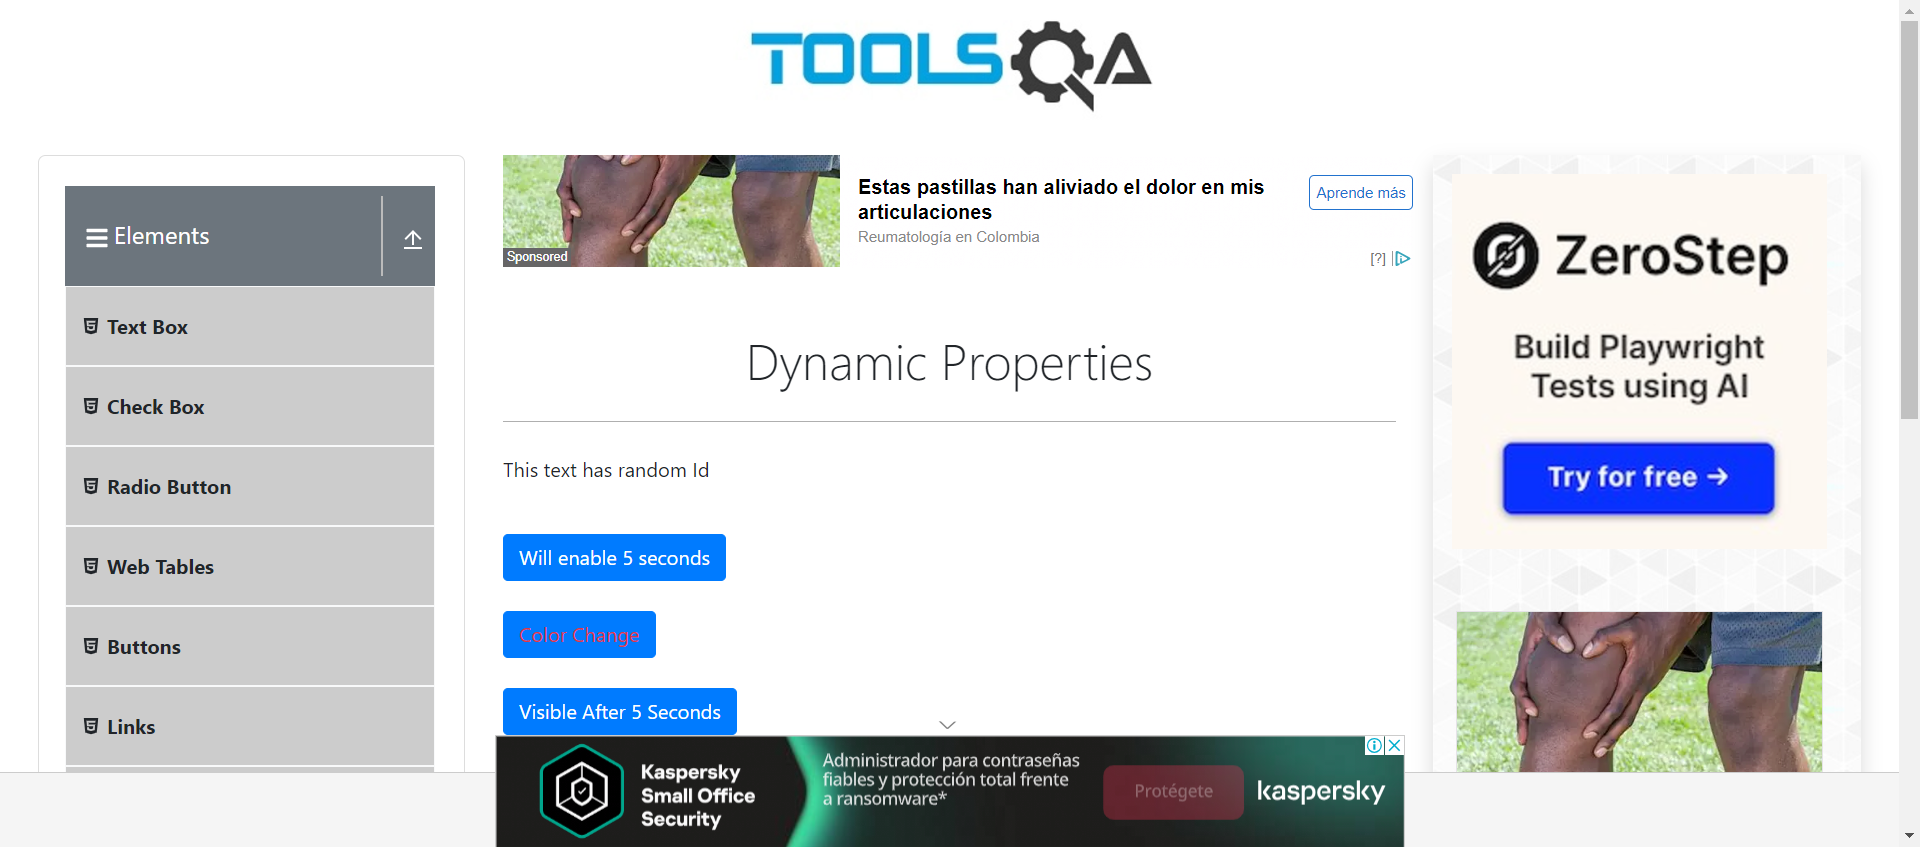 TOOLSQA
Elements
Text Box
Check Box
Radio Button
Web Tables
Buttons
Links
Sponsored
Estas pastillas han aliviado el dolor en mis
articulaciones
Reumatología en Colombia
Aprende más
[?]
Dynamic Properties
This text has random Id
Will enable 5 seconds
Color Change
Visible After 5 Seconds
ZeroStep
Build Playwright
Tests using AI
Try for free →
Kaspersky
Small Office
Security
Administrador para contraseñas
fiables y protección total frente
a ransomware*
Protégete
kaspersky